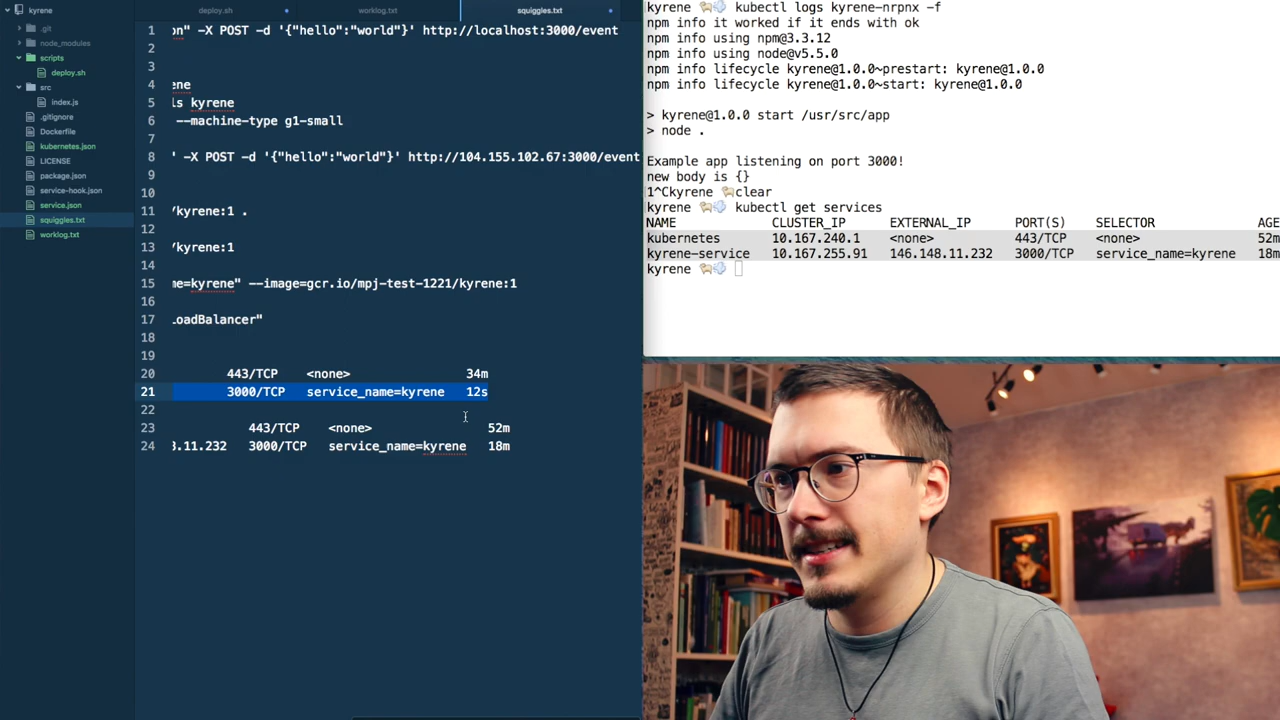 kyrene
.git
node_modules
scripts
deploy.sh
src
index.js
.gitignore
Dockerfile
kubernetes.json
LICENSE
package.json
service-hook.json
service.json
squiggles.txt
worklog.txt
deploy.sh
worklog.txt
squiggles.txt
1 on" -X POST -d '{"hello":"world"}' http://localhost:3000/event
2
3
4 ene
5 ls kyrene
6 --machine-type g1-small
7
8 " -X POST -d '{"hello":"world"}' http://104.155.102.67:3000/event
9
10
11 /kyrene:1 .
12
13 /kyrene:1
14
15 me=kyrene" --image=gcr.io/mpj-test-1221/kyrene:1
16
17 LoadBalancer"
18
19
20 443/TCP <none> 34m
21 3000/TCP service_name=kyrene 12s
22
23 443/TCP <none> 52m
24 3.11.232 3000/TCP service_name=kyrene 18m
kyrene 🐑💨 kubectl logs kyrene-nrpnx -f
npm info it worked if it ends with ok
npm info using npm@3.3.12
npm info using node@v5.5.0
npm info lifecycle kyrene@1.0.0~prestart: kyrene@1.0.0
npm info lifecycle kyrene@1.0.0~start: kyrene@1.0.0
> kyrene@1.0.0 start /usr/src/app
> node .
Example app listening on port 3000!
new body is {}
1^Ckyrene 🐑clear
kyrene 🐑💨 kubectl get services
NAME CLUSTER_IP EXTERNAL_IP PORT(S) SELECTOR AGE
kubernetes 10.167.240.1 <none> 443/TCP <none> 52m
kyrene-service 10.167.255.91 146.148.11.232 3000/TCP service_name=kyrene 18m
kyrene 🐑💨